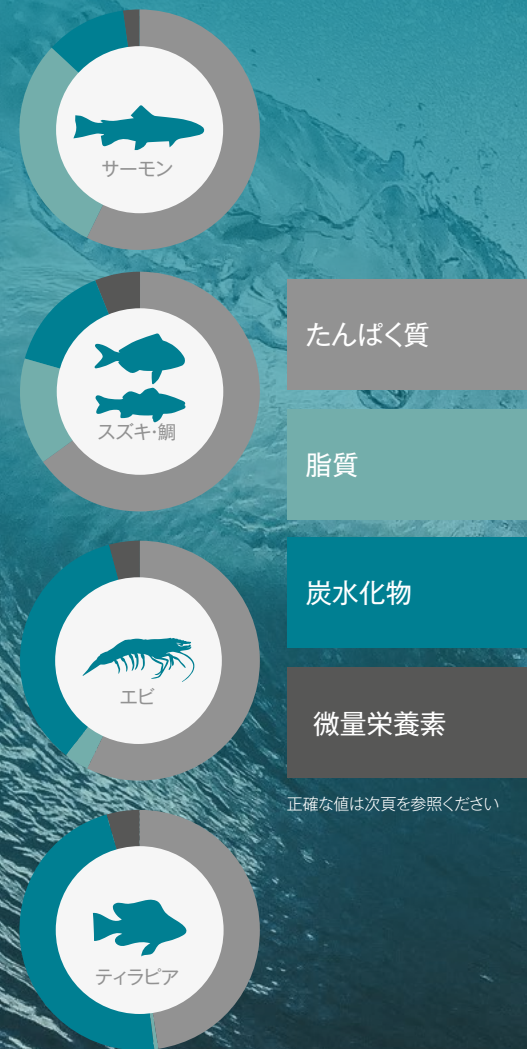 サーモン
スズキ・鯛
エビ
ティラピア
たんぱく質
脂質
炭水化物
微量栄養素
正確な値は次頁を参照ください